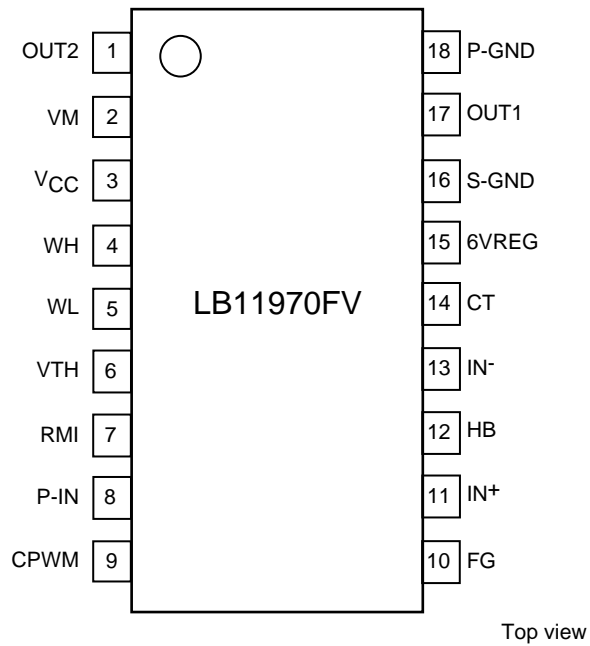 OUT2 1 18 P-GND
VM 2 17 OUT1
VCC 3 16 S-GND
WH 4 15 6VREG
WL 5 LB11970FV 14 CT
VTH 6 13 IN-
RMI 7 12 HB
P-IN 8 11 IN+
CPWM 9 10 FG
Top view